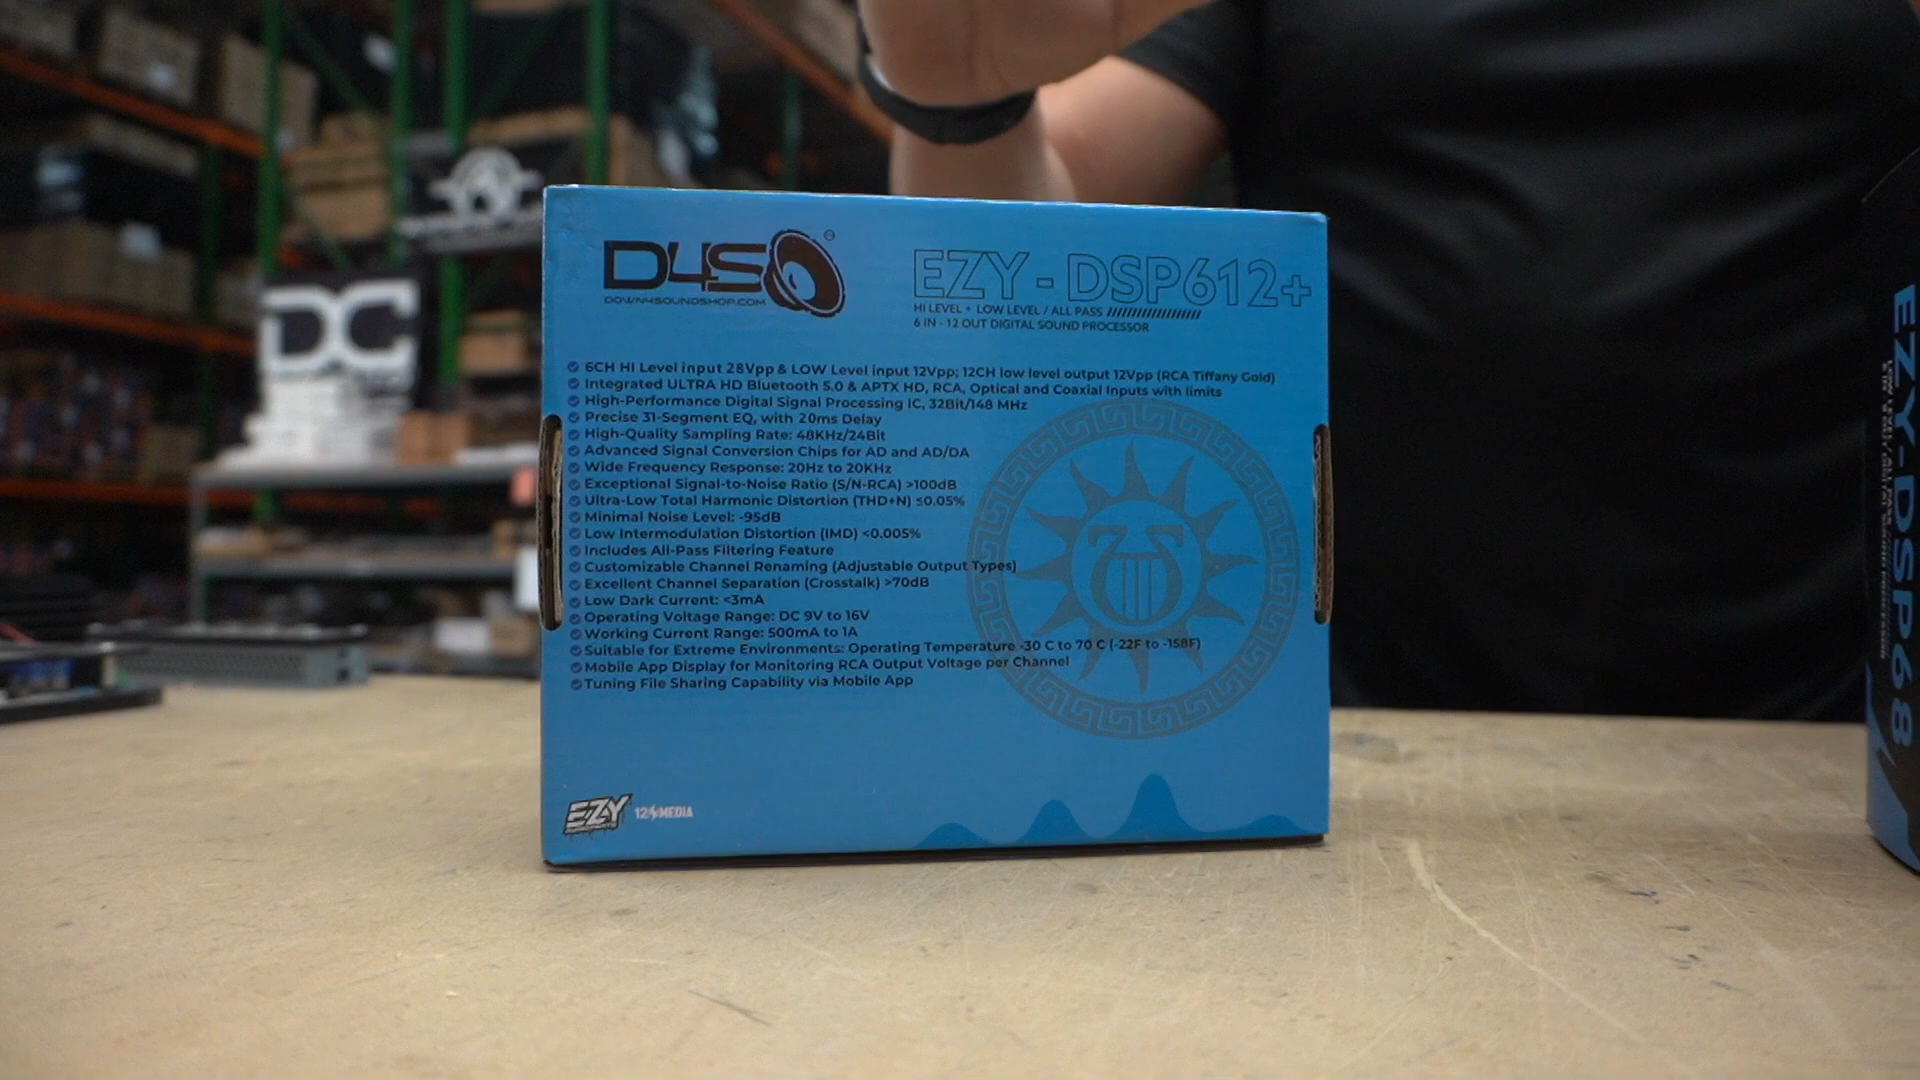 D4S
DOWN4SOUNDSHOP.COM
EZY - DSP612+
HI LEVEL + LOW LEVEL / ALL PASS
6 IN - 12 OUT DIGITAL SOUND PROCESSOR
6CH HI Level input 28Vpp & LOW Level input 12Vpp; 12CH low level output 12Vpp (RCA Tiffany Gold)
Integrated ULTRA HD Bluetooth 5.0 & APTX HD, RCA, Optical and Coaxial Inputs with limits
High-Performance Digital Signal Processing IC, 32Bit/148 MHz
Precise 31-Segment EQ, with 20ms Delay
High-Quality Sampling Rate: 48KHz/24Bit
Advanced Signal Conversion Chips for AD and AD/DA
Wide Frequency Response: 20Hz to 20KHz
Exceptional Signal-to-Noise Ratio (S/N-RCA) >100dB
Ultra-Low Total Harmonic Distortion (THD+N) ≤0.05%
Minimal Noise Level: -95dB
Low Intermodulation Distortion (IMD) <0.005%
Includes All-Pass Filtering Feature
Customizable Channel Renaming (Adjustable Output Types)
Excellent Channel Separation (Crosstalk) >70dB
Low Dark Current: <3mA
Operating Voltage Range: DC 9V to 16V
Working Current Range: 500mA to 1A
Suitable for Extreme Environments: Operating Temperature -30 C to 70 C (-22F to -158F)
Mobile App Display for Monitoring RCA Output Voltage per Channel
Tuning File Sharing Capability via Mobile App
EZY
12 MEDIA
DC
EZY-DSP68